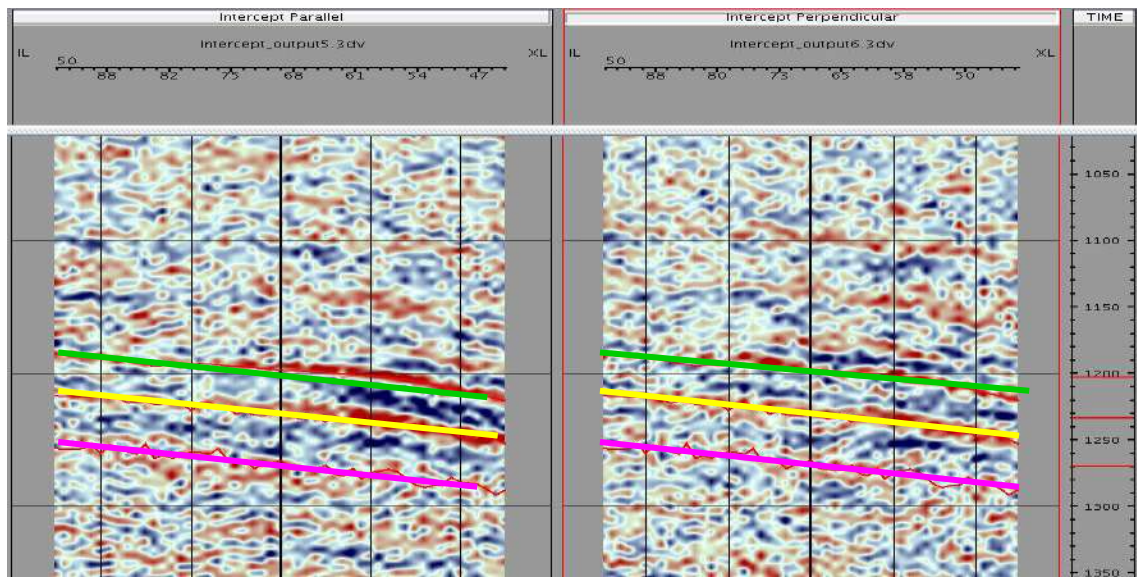 Intercept Parallel
Intercept_output5.3dv
IL
XL
50
88 82 75 68 61 54 47
Intercept Perpendicular
Intercept_output6.3dv
IL
XL
50
88 80 73 65 58 50
TIME
1050
1100
1150
1200
1250
1300
1350